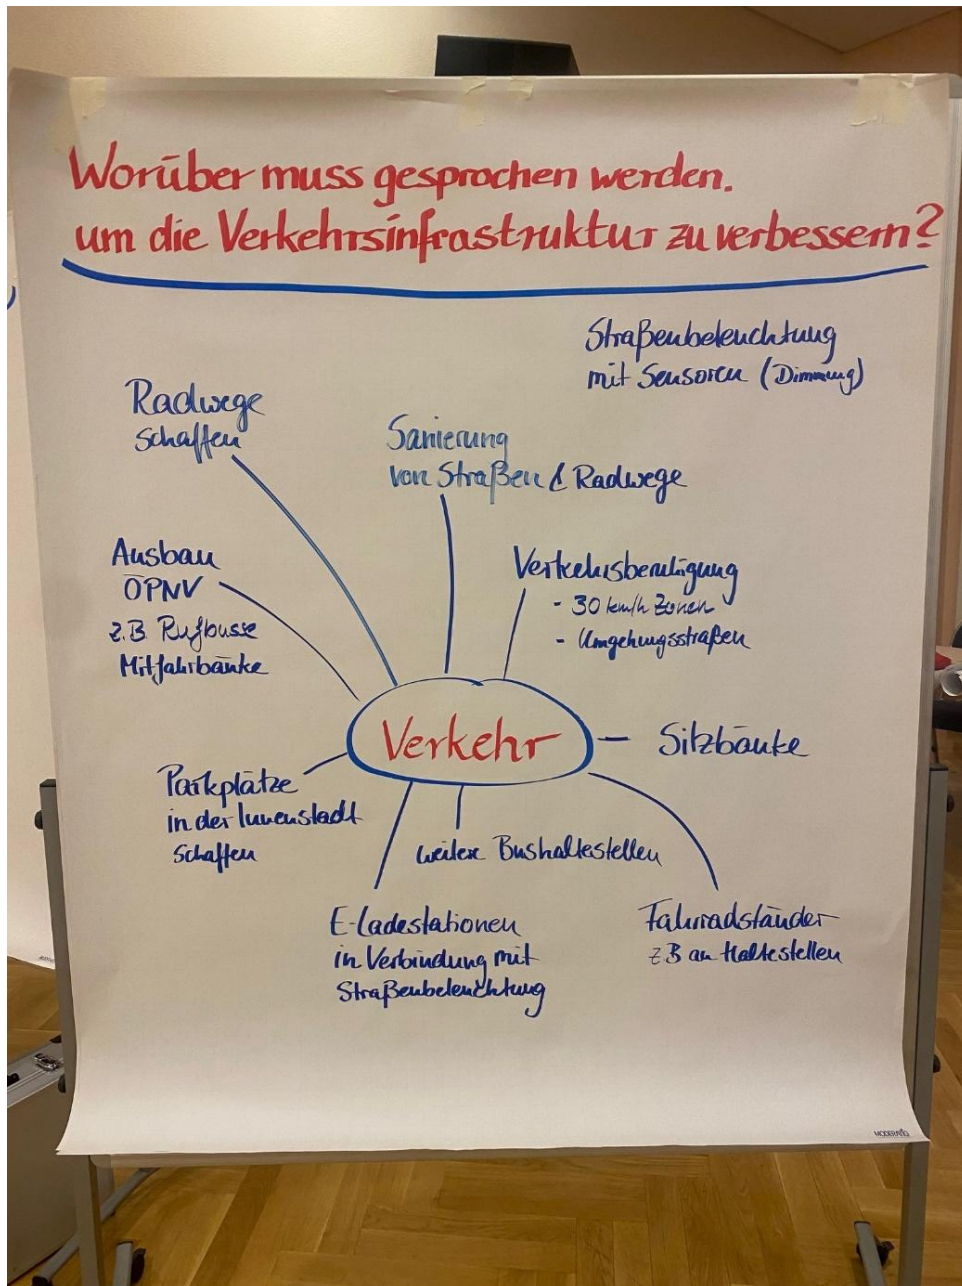 Worüber muss gesprochen werden.
um die Verkehrsinfrastruktur zu verbessern?
Straßenbeleuchtung
mit Sensoren (Dimmung)
Radwege
schaffen
Sanierung
von Straßen & Radwege
Ausbau
ÖPNV
z.B Rufbusse
Mitfahrbänke
Verkehrsberuhigung
- 30 km/h Zonen
- Umgehungsstraßen
Verkehr
Sitzbänke
Parkplätze
in der Innenstadt
schaffen
weitere Bushaltestellen
E-Ladestationen
in Verbindung mit
Straßenbeleuchtung
Fahrradständer
z B an Haltestellen
MODERATIO